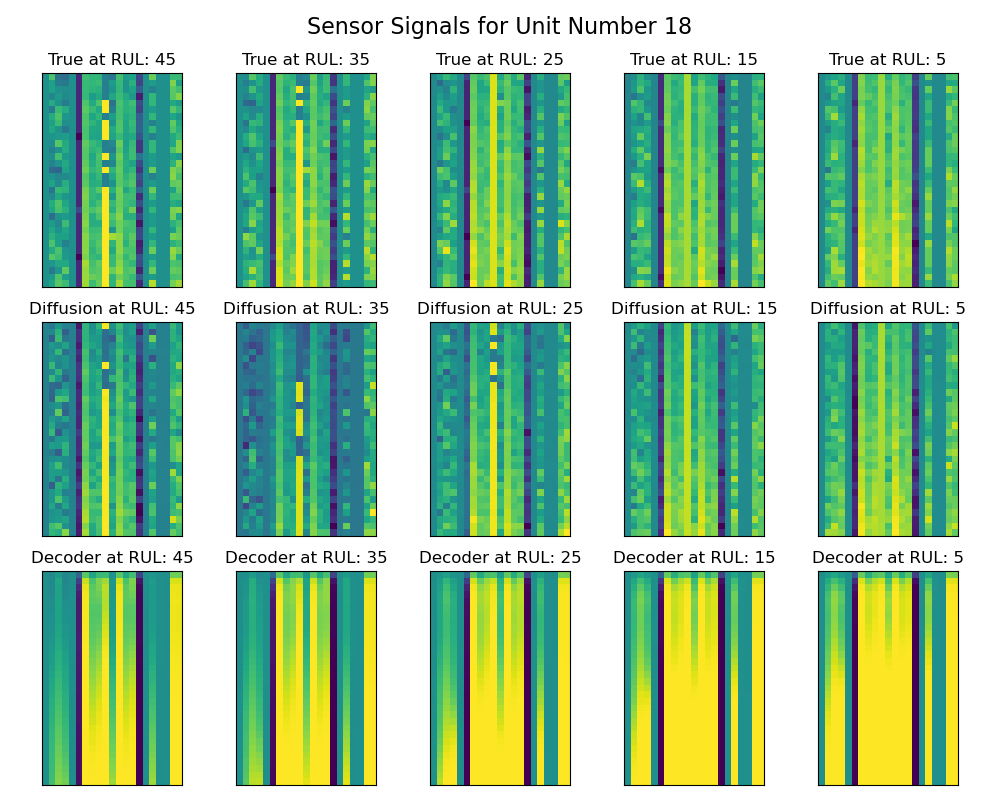 Sensor Signals for Unit Number 18
True at RUL: 45
True at RUL: 35
True at RUL: 25
True at RUL: 15
True at RUL: 5
Diffusion at RUL: 45
Diffusion at RUL: 35
Diffusion at RUL: 25
Diffusion at RUL: 15
Diffusion at RUL: 5
Decoder at RUL: 45
Decoder at RUL: 35
Decoder at RUL: 25
Decoder at RUL: 15
Decoder at RUL: 5